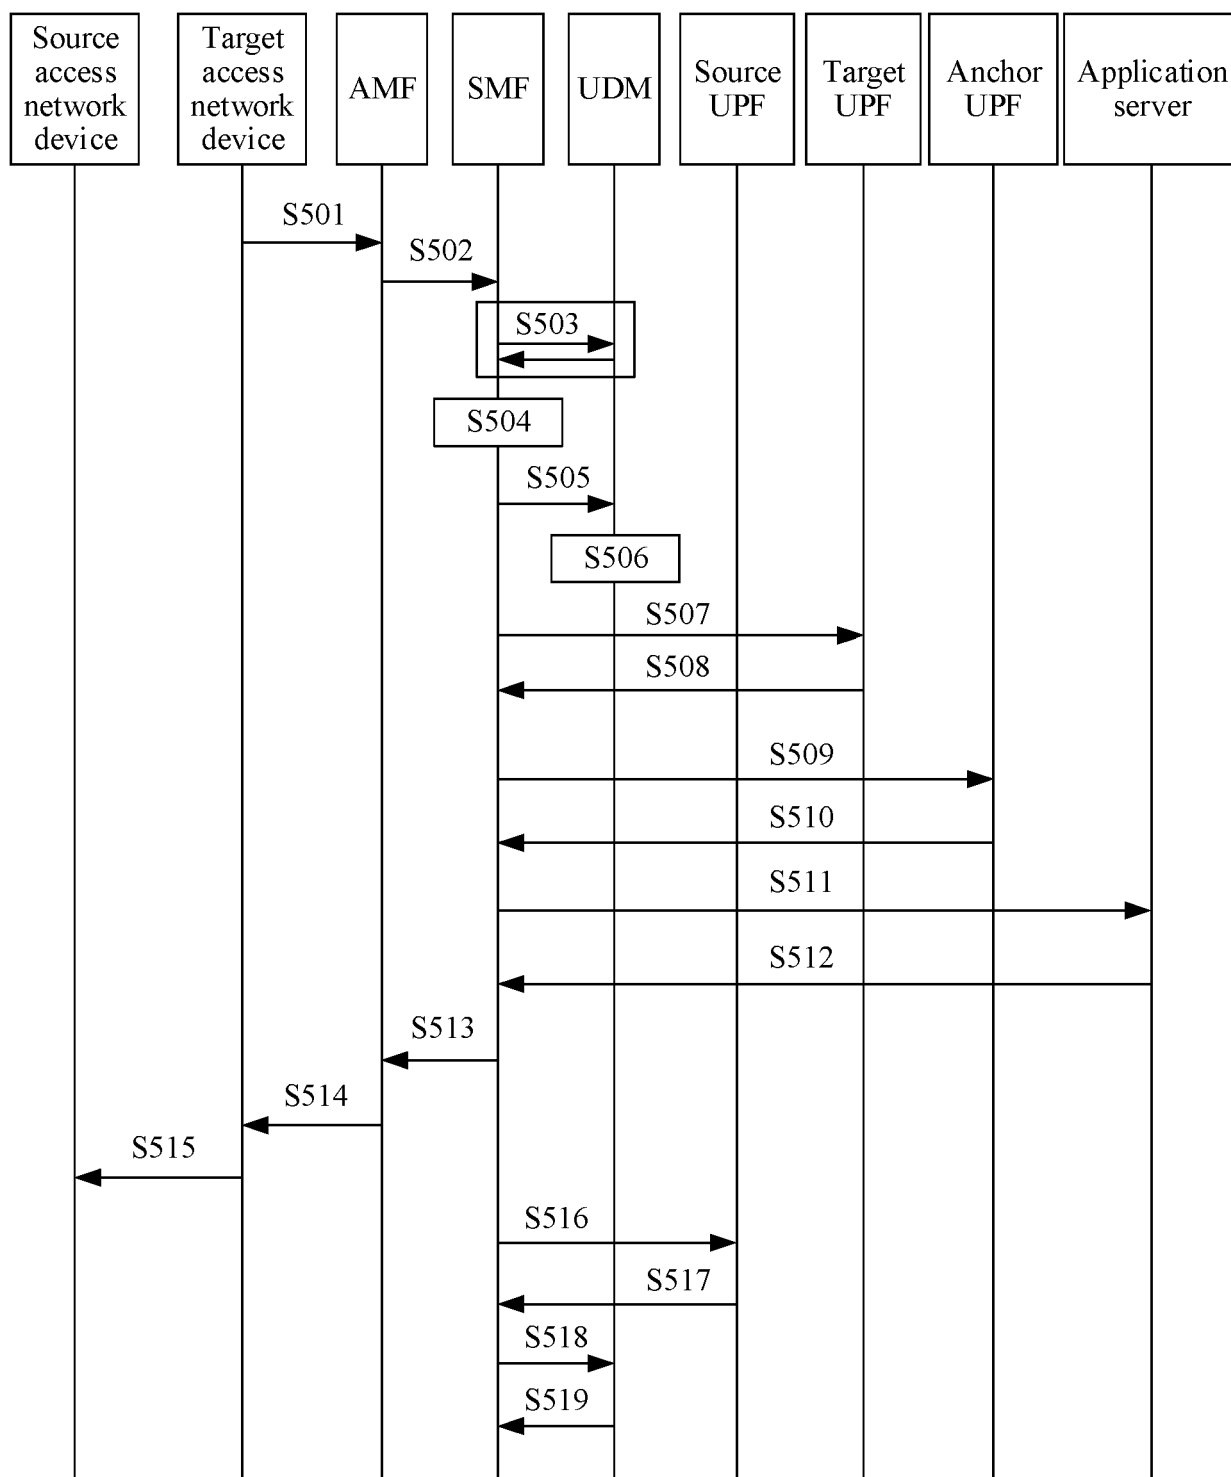 Source
access
network
device
Target
access
network
device
AMF
SMF
UDM
Source
UPF
Target
UPF
Anchor
UPF
Application
server
S501
S502
S503
S504
S505
S506
S507
S508
S509
S510
S511
S512
S513
S514
S515
S516
S517
S518
S519